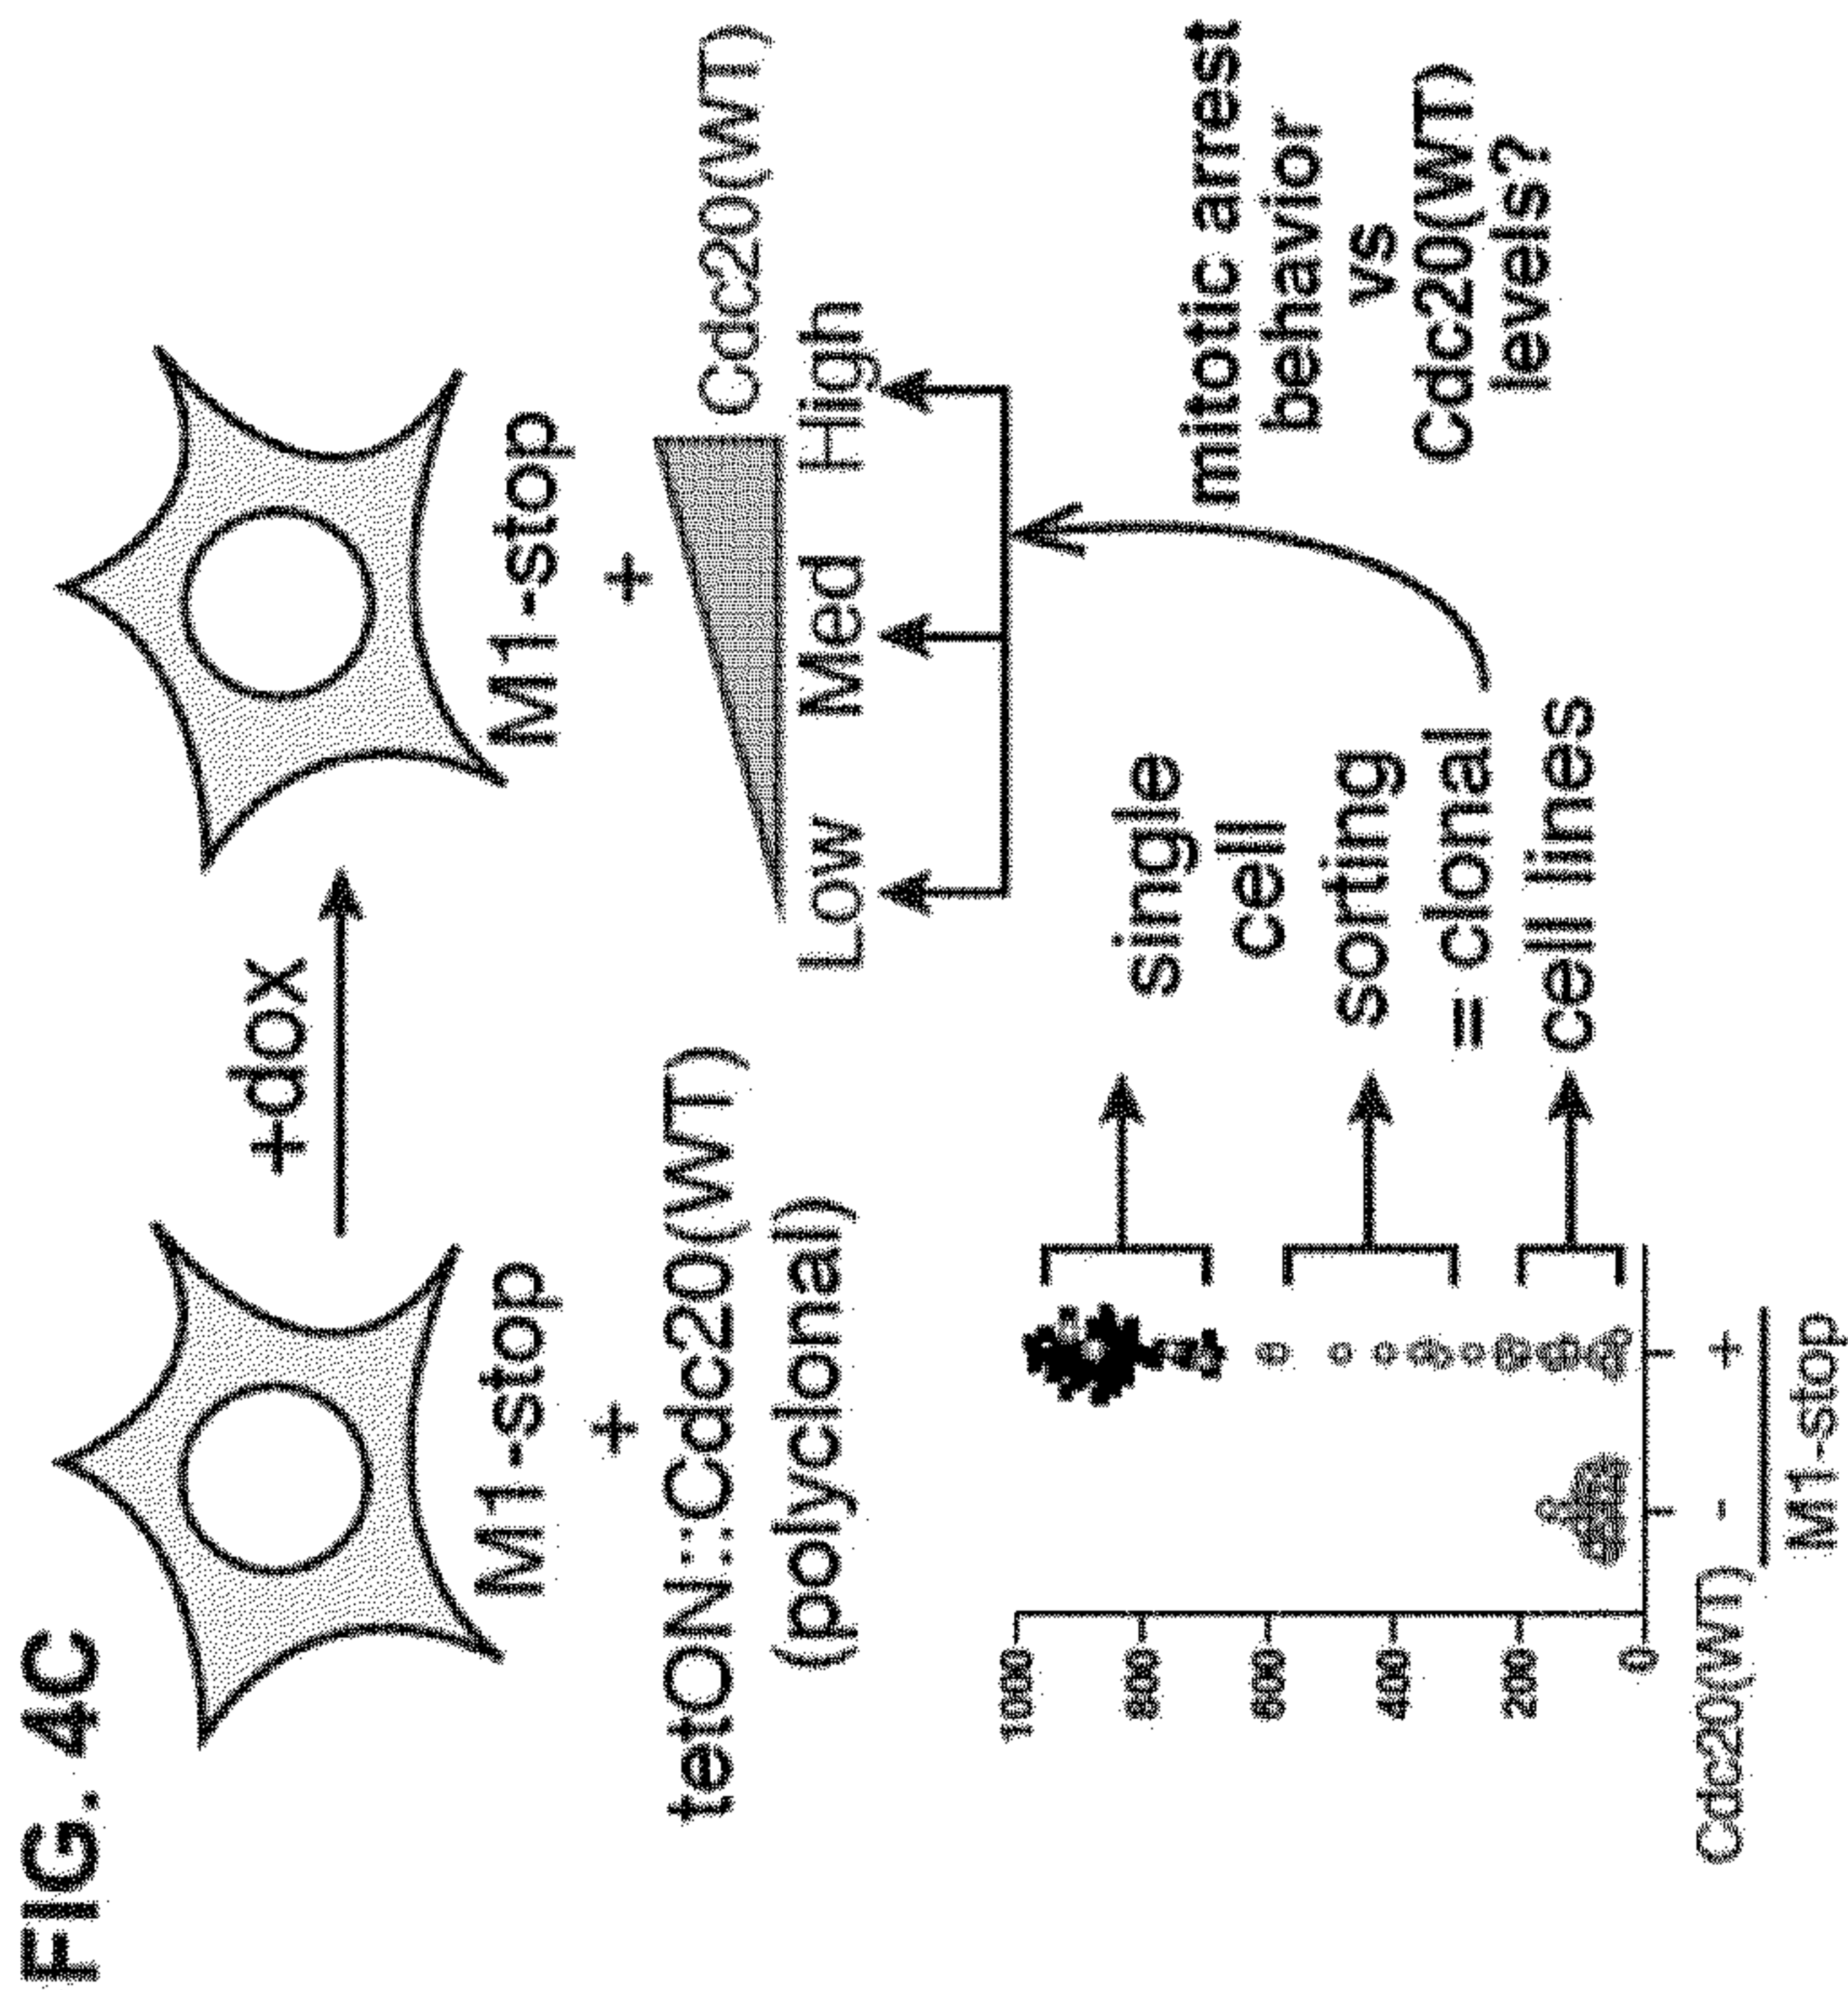 FIG. 4C
+dox
M1-stop
+
tetON::Cdc20(WT)
(polyclonal)
M1-stop
+
Cdc20(WT)
Low Med High
1000
800
600
400
200
0
Cdc20(WT) - +
M1-stop
single
cell
sorting
= clonal
cell lines
mitotic arrest
behavior
vs
Cdc20(WT)
levels?